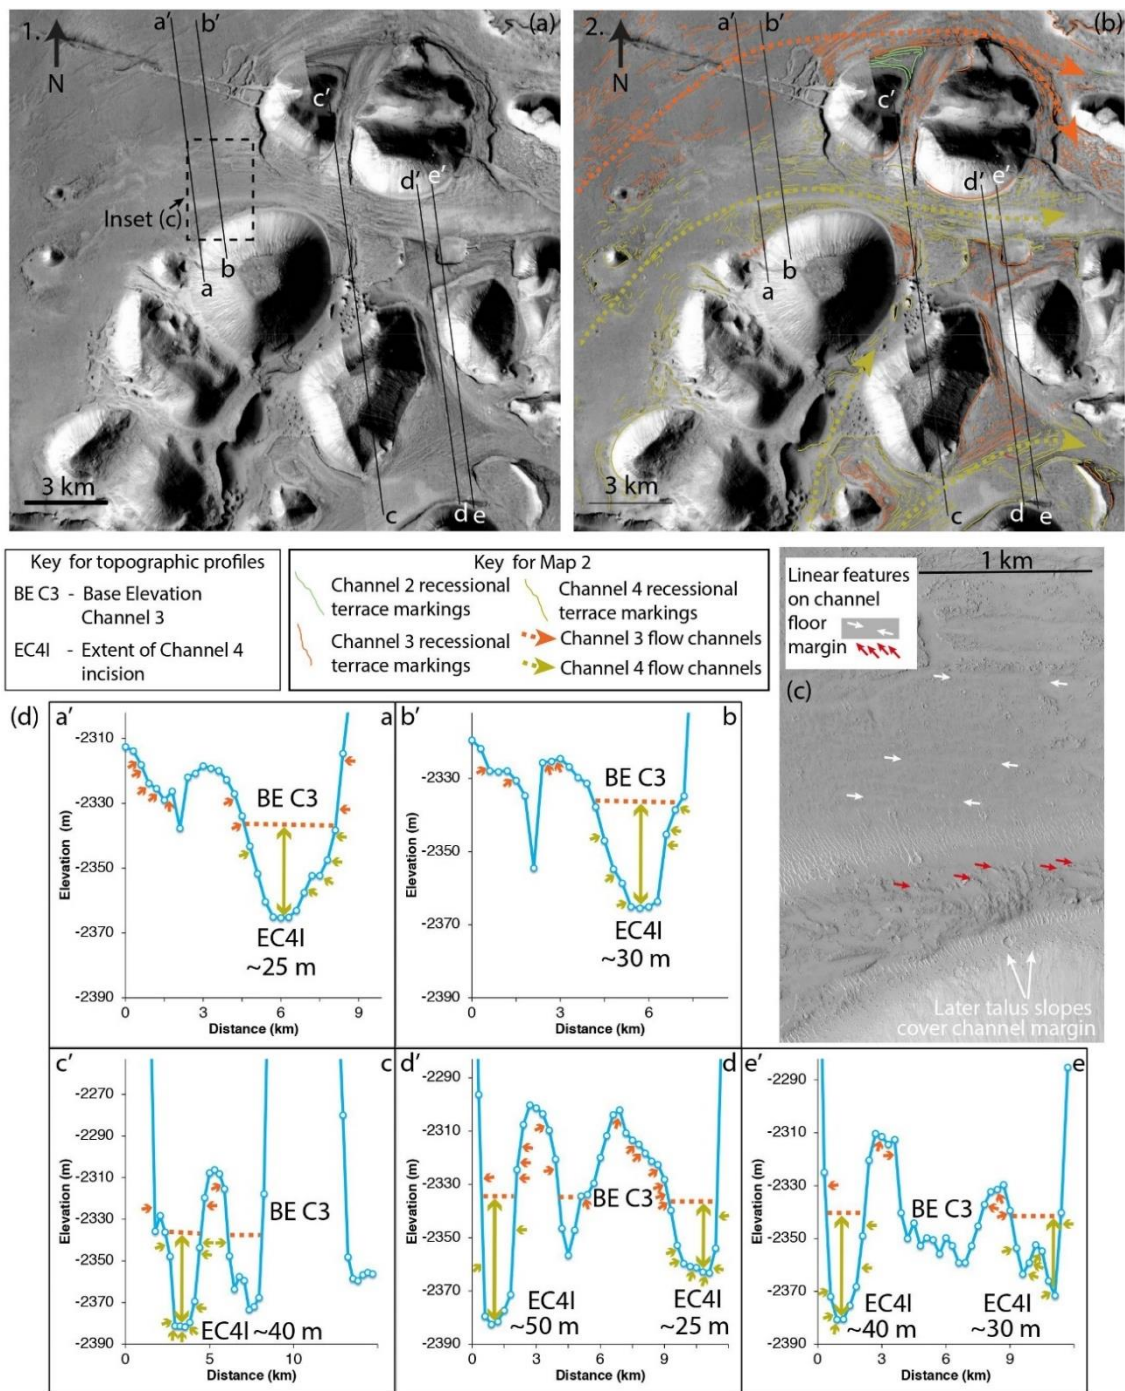 1.
a'
b'
(a)
N
c'
d'
e'
Inset (c)
b
a
3 km
c
d
e
2.
a'
b'
(b)
N
c'
d'
e'
b
a
3 km
c
d
e
Key for topographic profiles
BE C3 - Base Elevation
Channel 3
EC4I - Extent of Channel 4
incision
Key for Map 2
Channel 2 recessional
terrace markings
Channel 3 recessional
terrace markings
Channel 4 recessional
terrace markings
Channel 3 flow channels
Channel 4 flow channels
1 km
Linear features
on channel
floor
margin
(c)
Later talus slopes
cover channel margin
(d)
a'
a
-2310
-2330
-2350
-2370
-2390
Elevation (m)
BE C3
EC4I
~25 m
0
3
6
9
Distance (km)
b'
b
-2310
-2330
-2350
-2370
-2390
Elevation (m)
BE C3
EC4I
~30 m
0
3
6
Distance (km)
c'
c
-2270
-2290
-2310
-2330
-2350
-2370
-2390
Elevation (m)
BE C3
EC4I ~40 m
0
5
10
Distance (km)
d'
d
-2290
-2310
-2330
-2350
-2370
-2390
Elevation (m)
BE C3
EC4I
~50 m
EC4I
~25 m
0
3
6
9
Distance (km)
e'
e
-2290
-2310
-2330
-2350
-2370
-2390
Elevation (m)
BE C3
EC4I
~40 m
EC4I
~30 m
0
3
6
9
Distance (km)